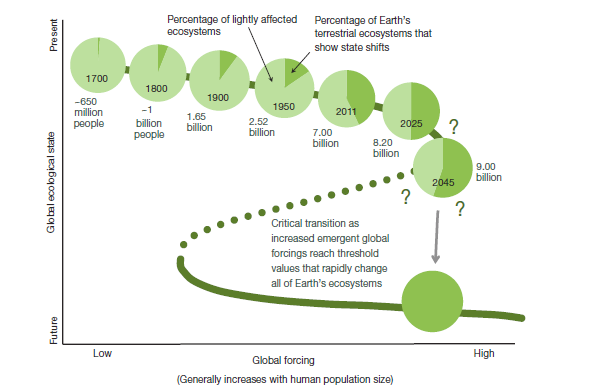 Percentage of lightly affected
ecosystems
Percentage of Earth's
terrestrial ecosystems that
show state shifts
Present
Global ecological state
Future
1700
~650
million
people
1800
~1
billion
people
1900
1.65
billion
1950
2.52
billion
2011
7.00
billion
2025
8.20
billion
?
2045
9.00
billion
?
?
Critical transition as
increased emergent global
forcings reach threshold
values that rapidly change
all of Earth's ecosystems
Low
Global forcing
High
(Generally increases with human population size)